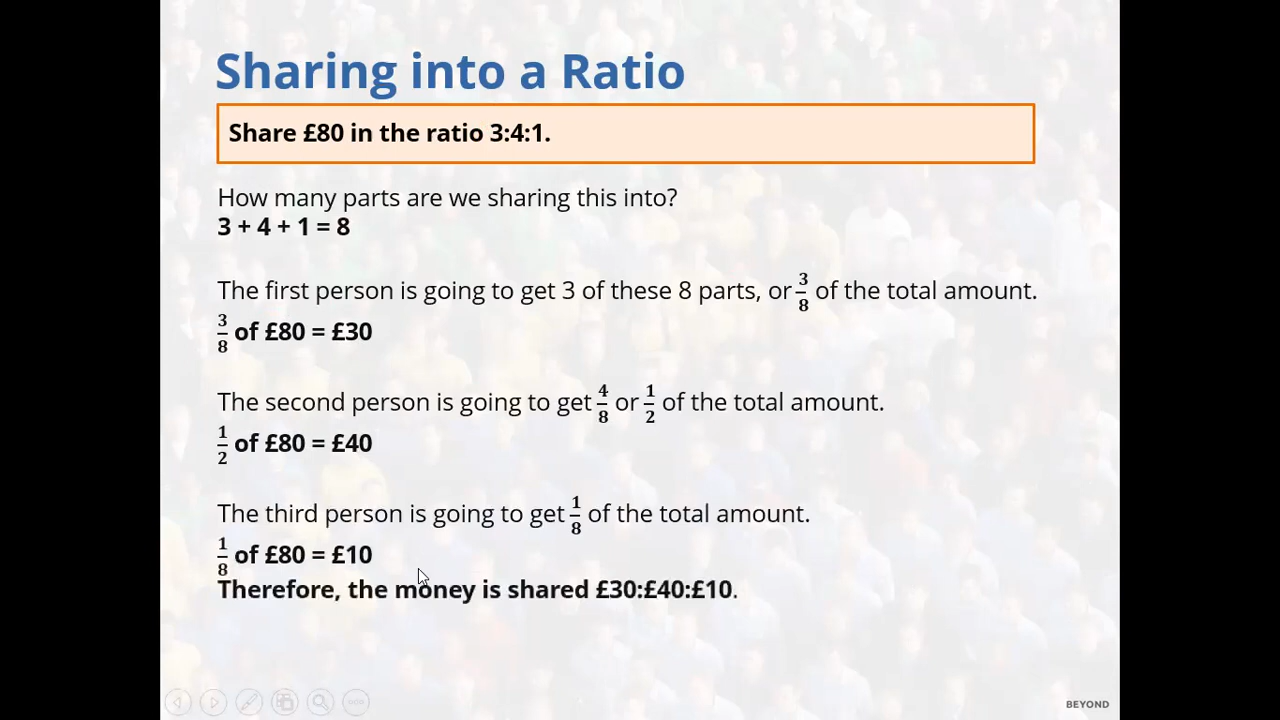 Sharing into a Ratio
Share £80 in the ratio 3:4:1.
How many parts are we sharing this into?
3 + 4 + 1 = 8
The first person is going to get 3 of these 8 parts, or 3/8 of the total amount.
3/8 of £80 = £30
The second person is going to get 4/8 or 1/2 of the total amount.
1/2 of £80 = £40
The third person is going to get 1/8 of the total amount.
1/8 of £80 = £10
Therefore, the money is shared £30:£40:£10.
BEYOND